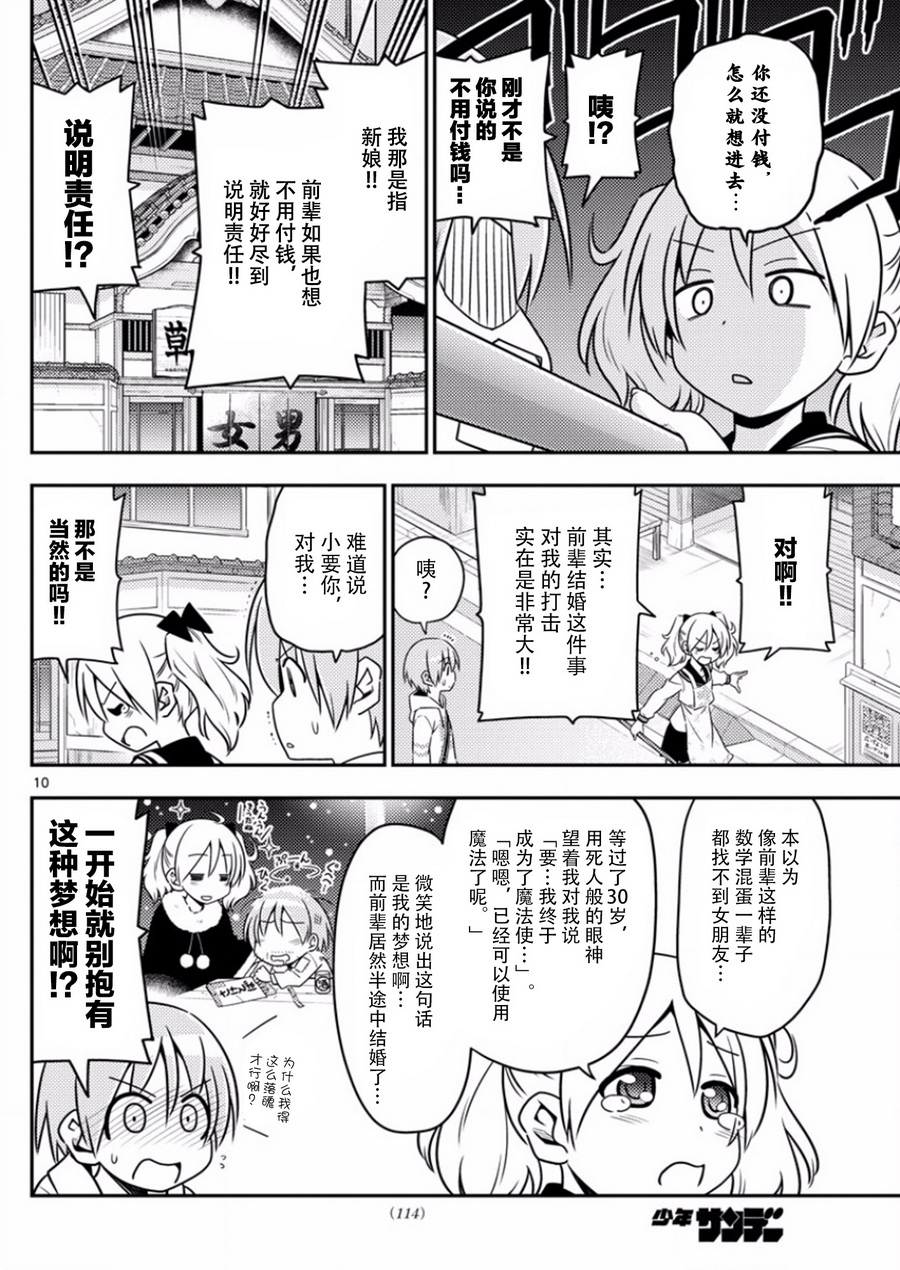 你还没付钱，
怎么就想进去…
咦!?
刚才不是
你说的
不用付钱吗…
我那是指
新娘!!
前辈如果也想
不用付钱，
就好好尽到
说明责任!!
说明责任!?
草
女
男
对啊!!
其实…
前辈结婚这件事
对我的打击
实在是非常大!!
咦？
难道说
小要你，
对我…
那不是
当然的吗!!
10
本以为
像前辈这样的
数学混蛋一辈子
都找不到女朋友…
等过了30岁，
用死人般的眼神
望着我对我说
「要…我终于
成为了魔法使…」。
「嗯嗯，已经可以使用
魔法了呢。」
微笑地说出这句话
是我的梦想啊…
而前辈居然半途中结婚了…
为什么我得
这么落魄
才行啊？
一开始就别抱有
这种梦想啊!?
(114)
少年サンデー